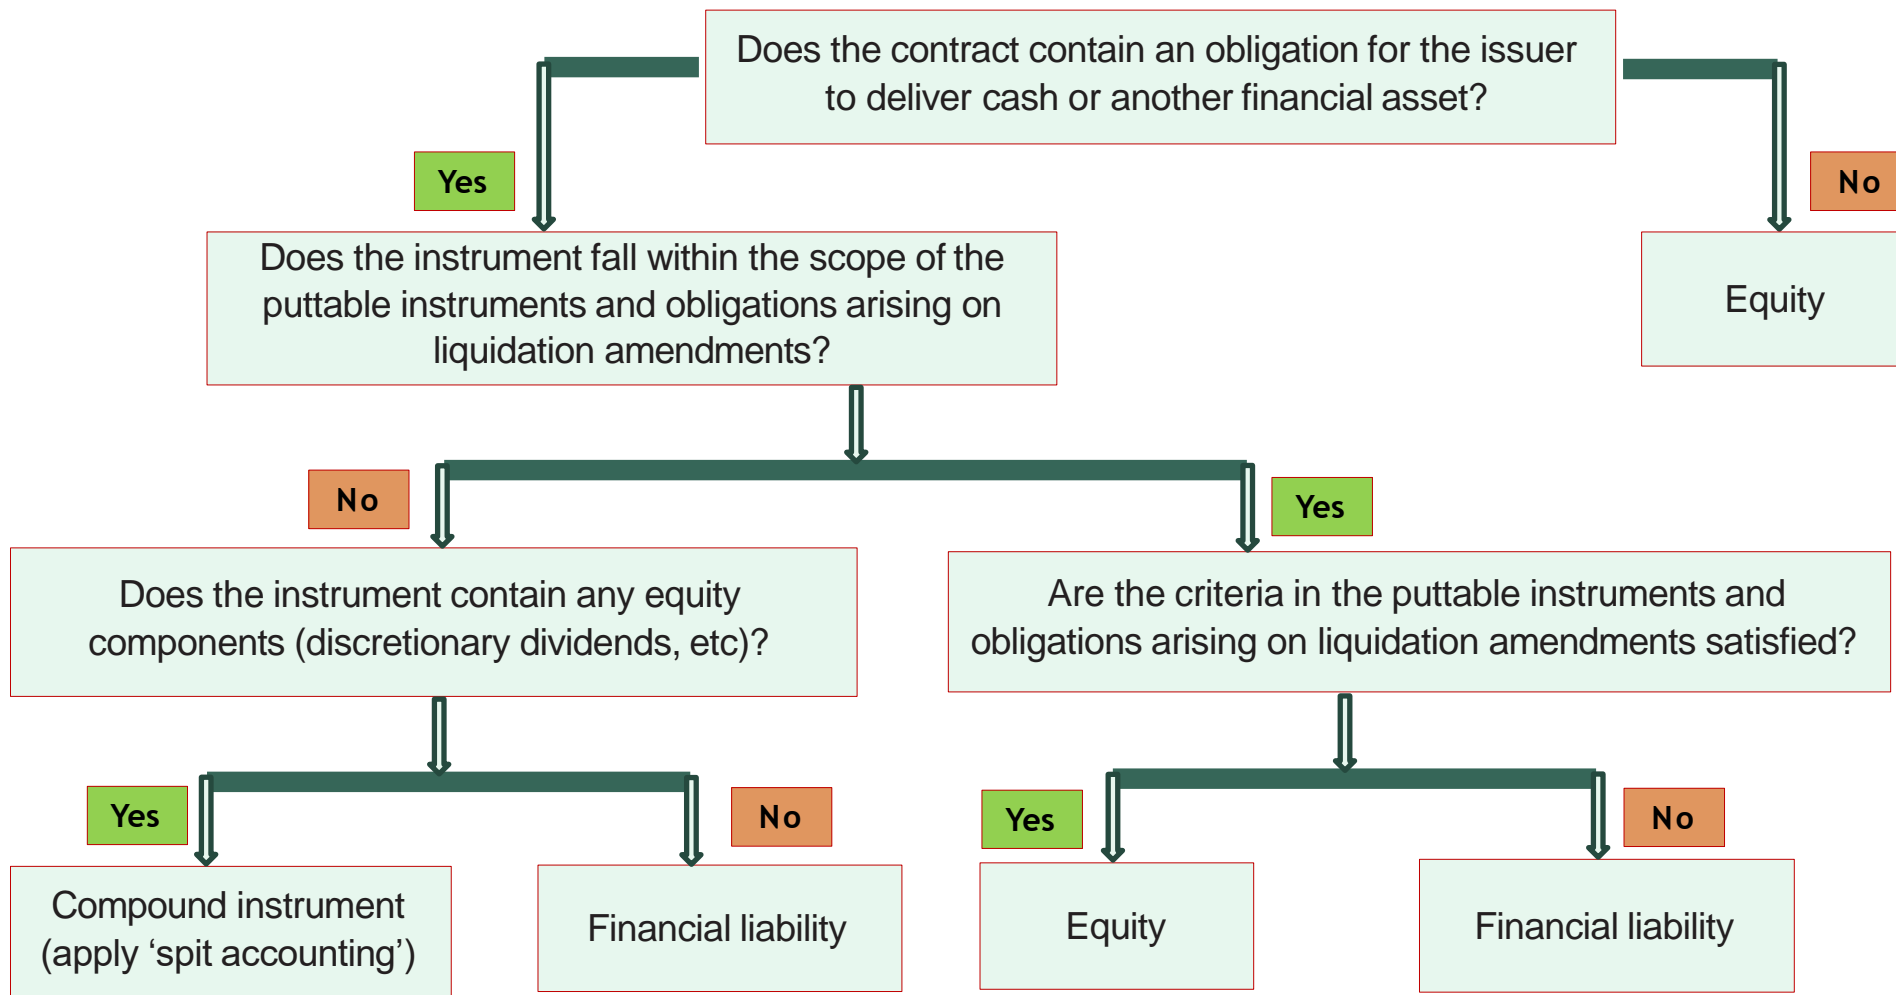 Does the contract contain an obligation for the issuer
to deliver cash or another financial asset?
Yes
No
Does the instrument fall within the scope of the
puttable instruments and obligations arising on
liquidation amendments?
Equity
No
Yes
Does the instrument contain any equity
components (discretionary dividends, etc)?
Are the criteria in the puttable instruments and
obligations arising on liquidation amendments satisfied?
Yes
No
Yes
No
Compound instrument
(apply ‘spit accounting’)
Financial liability
Equity
Financial liability